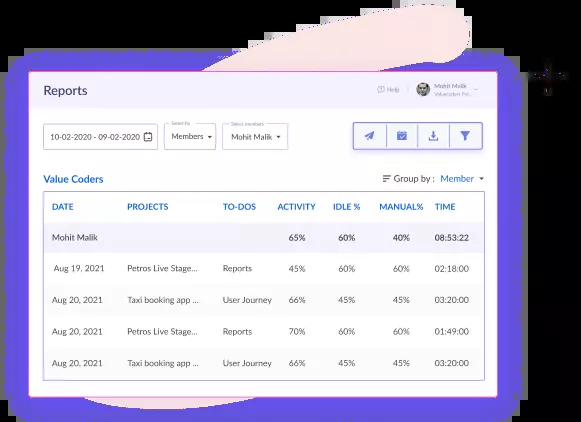 Reports
Help
Mohit Malik
10-02-2020 - 09-02-2020
Members
Select members
Mohit Malik
Value Coders
Group by : Member
DATE PROJECTS TO-DOS ACTIVITY IDLE % MANUAL% TIME
Mohit Malik 65% 60% 40% 08:53:22
Aug 19, 2021 Petros Live Stage... Reports 45% 60% 60% 02:18:00
Aug 20, 2021 Taxi booking app ... User Journey 66% 45% 45% 03:20:00
Aug 20, 2021 Petros Live Stage... Reports 70% 60% 60% 01:49:00
Aug 20, 2021 Taxi booking app ... User Journey 66% 45% 45% 03:20:00